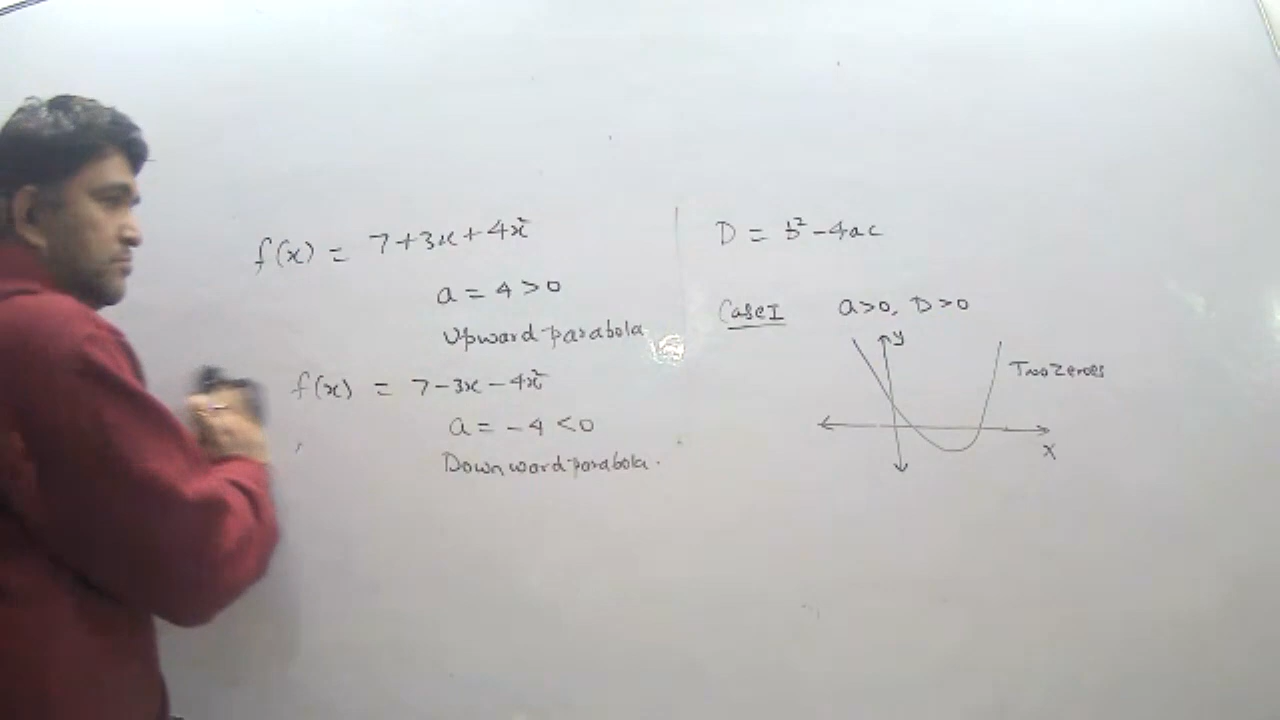 f(x) = 7+3x+4x²
a = 4 >0
Upward parabola
f(x) = 7-3x-4x²
a = -4 <0
Downward parabola.
D = b²-4ac
Case I a>0, D>0
y
Two zeroes
x